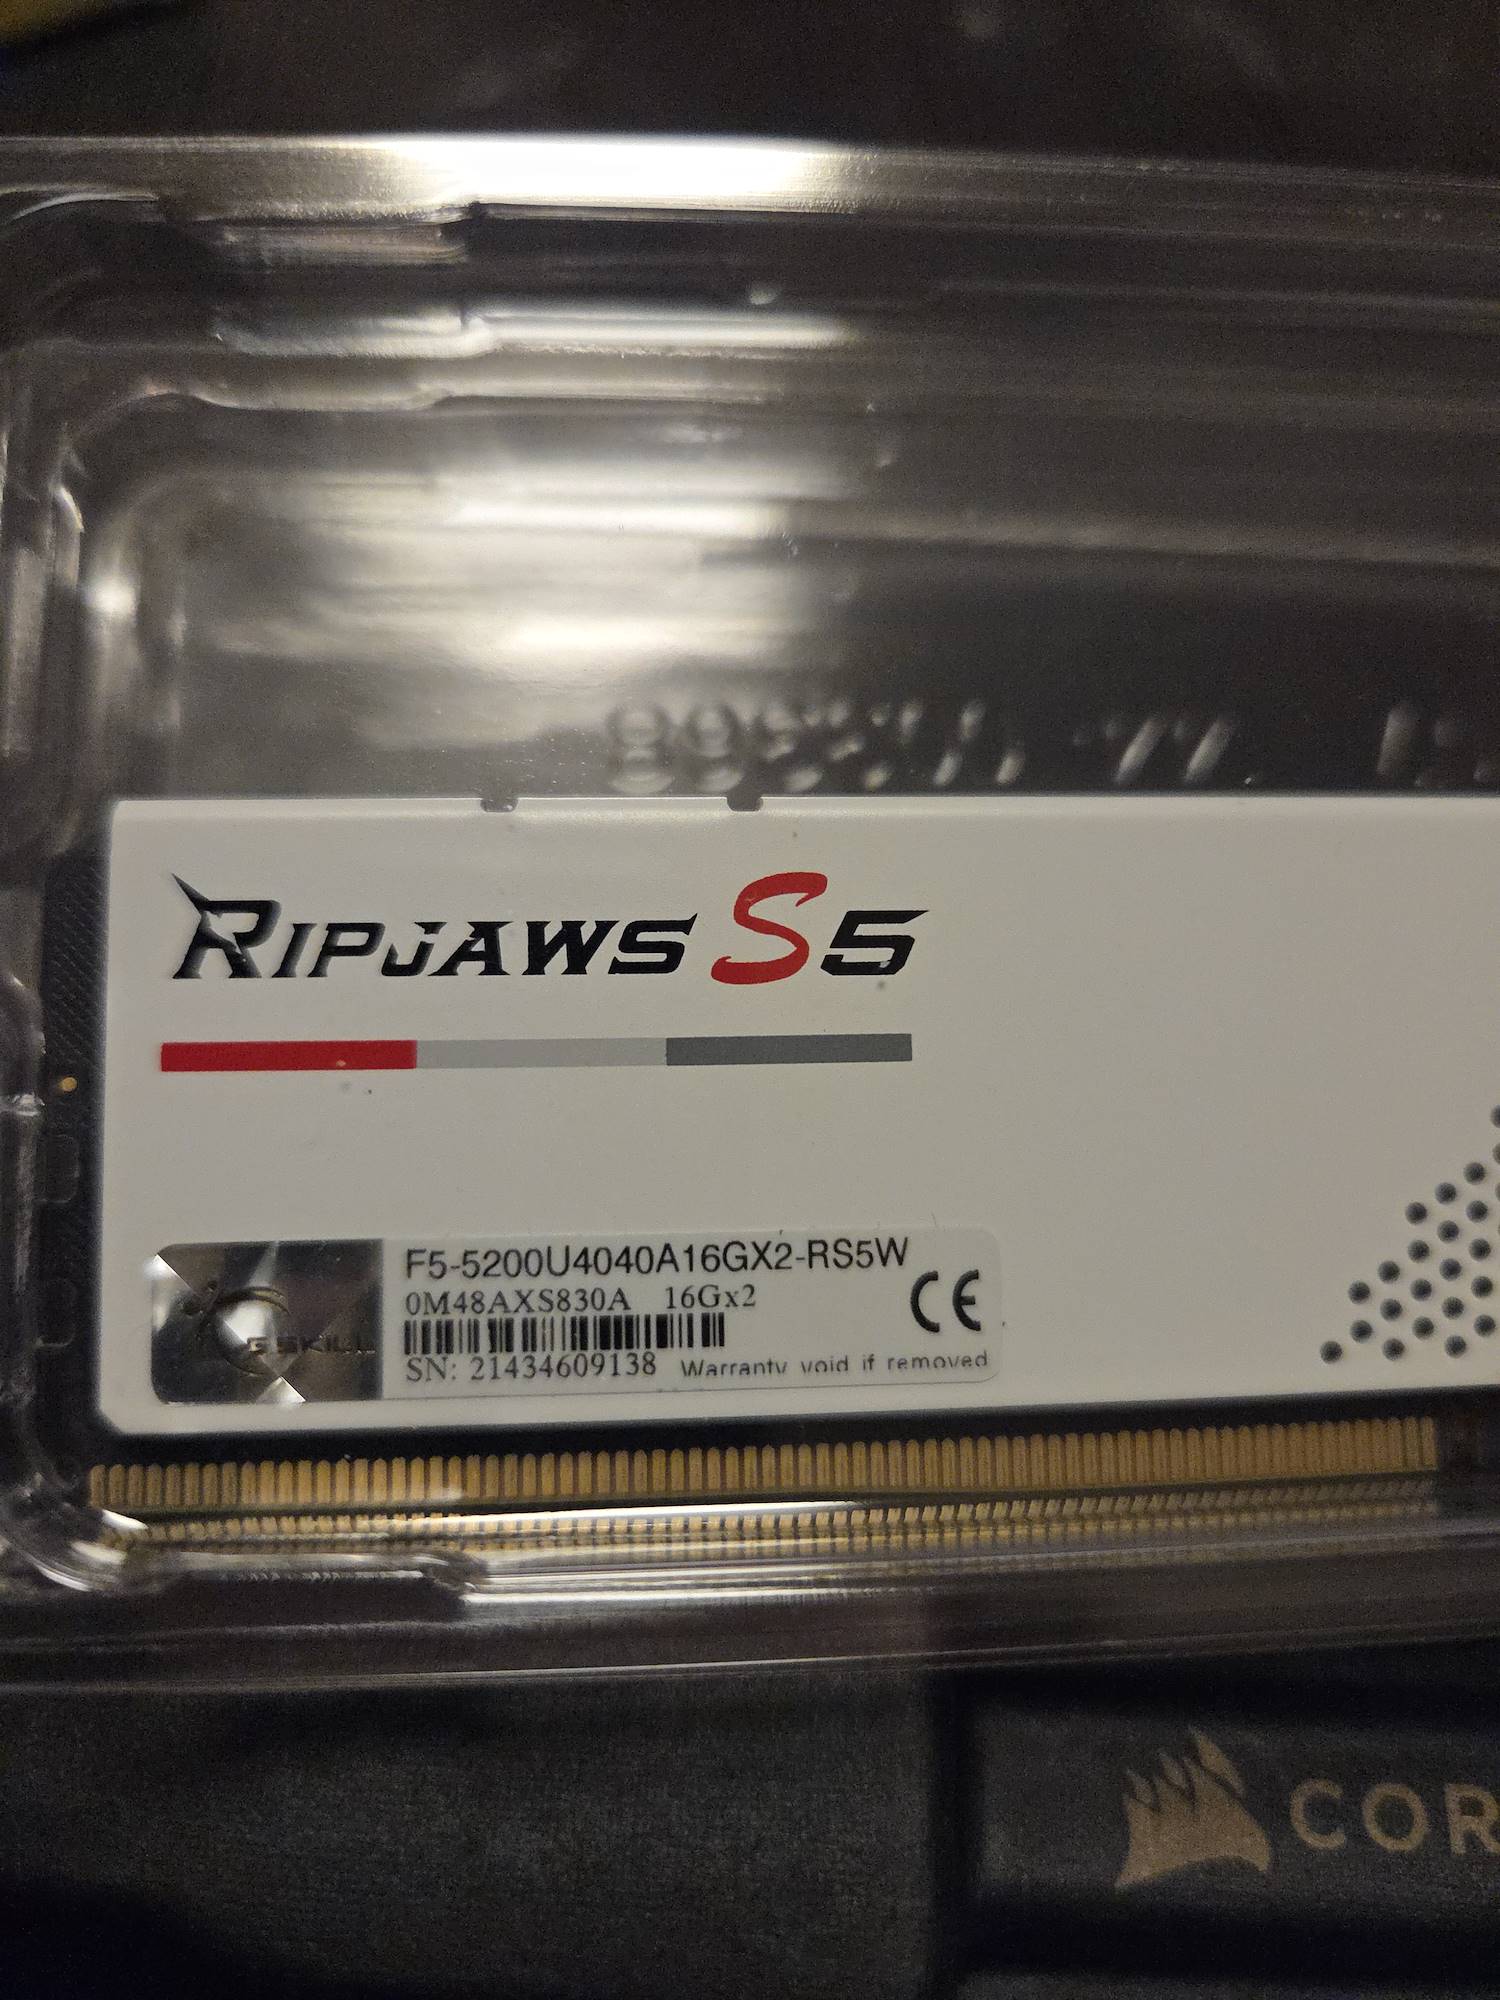 RIPJAWS S5
F5-5200U4040A16GX2-RS5W
0M48AXS830A 16Gx2
CE
G.SKILL
SN: 21434609138 Warranty void if removed
COR